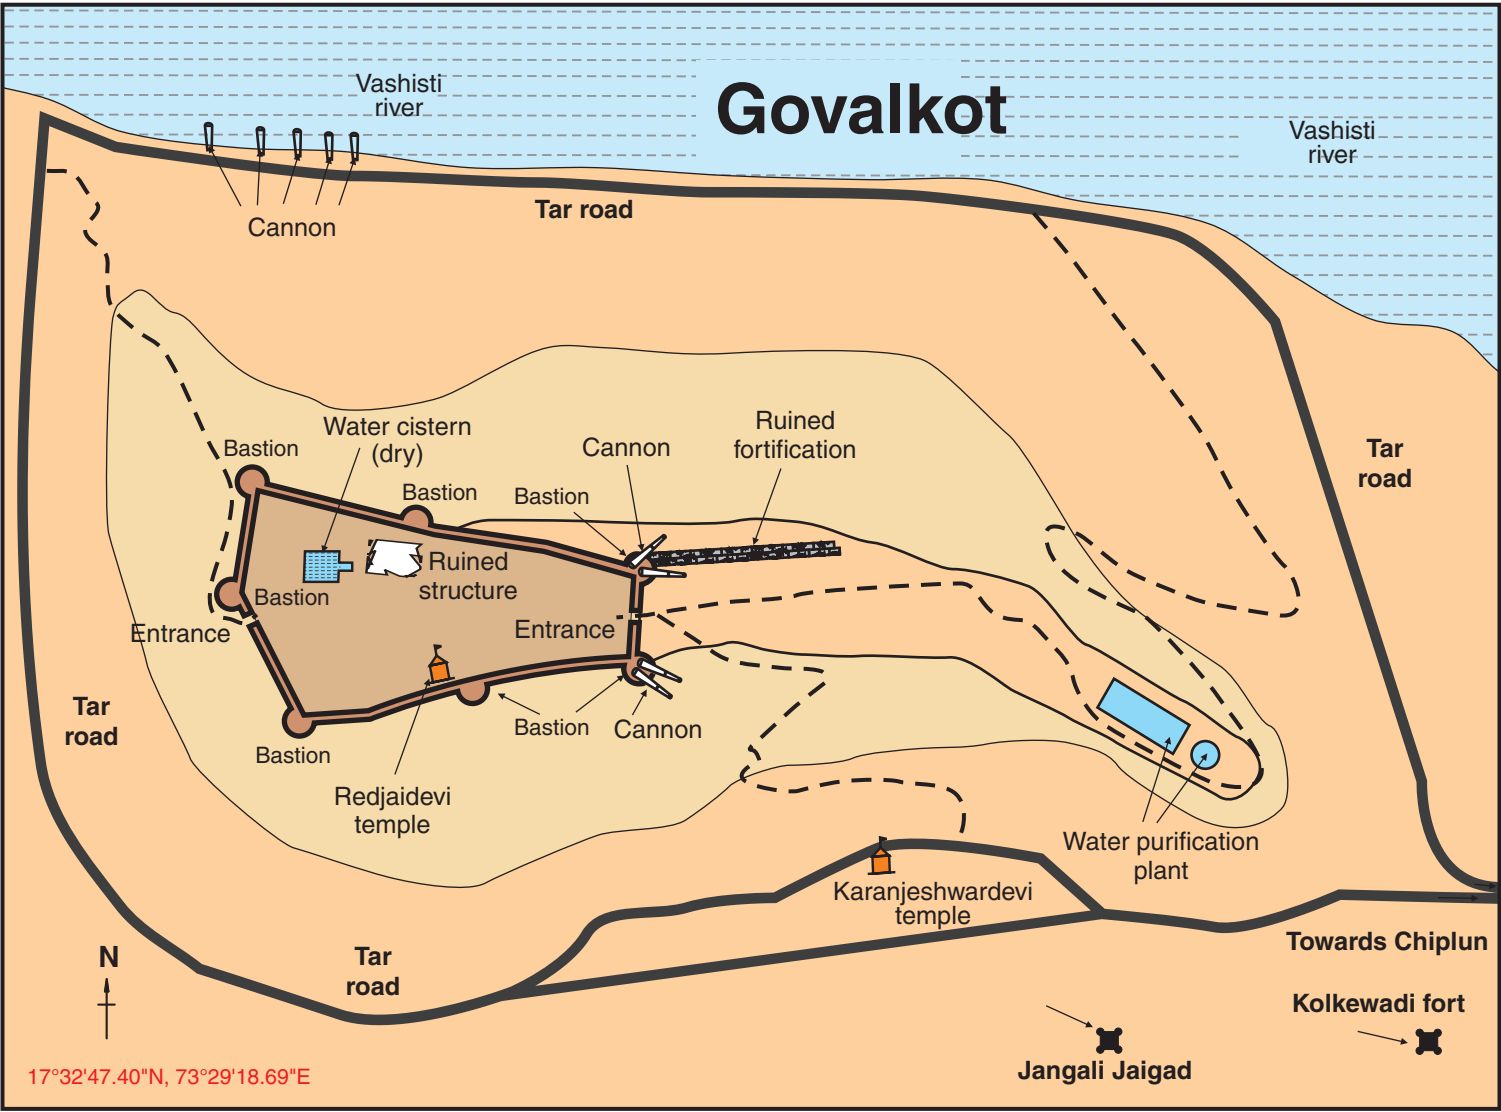 Vashisti
river
Govalkot
Vashisti
river
Cannon
Tar road
Tar
road
Water cistern
(dry)
Bastion
Cannon
Ruined
fortification
Bastion
Bastion
Ruined
structure
Bastion
Entrance
Entrance
Tar
road
Bastion
Cannon
Bastion
Redjaidevi
temple
Water purification
plant
Karanjeshwardevi
temple
Towards Chiplun
N
Tar
road
Kolkewadi fort
Jangali Jaigad
17°32'47.40"N, 73°29'18.69"E